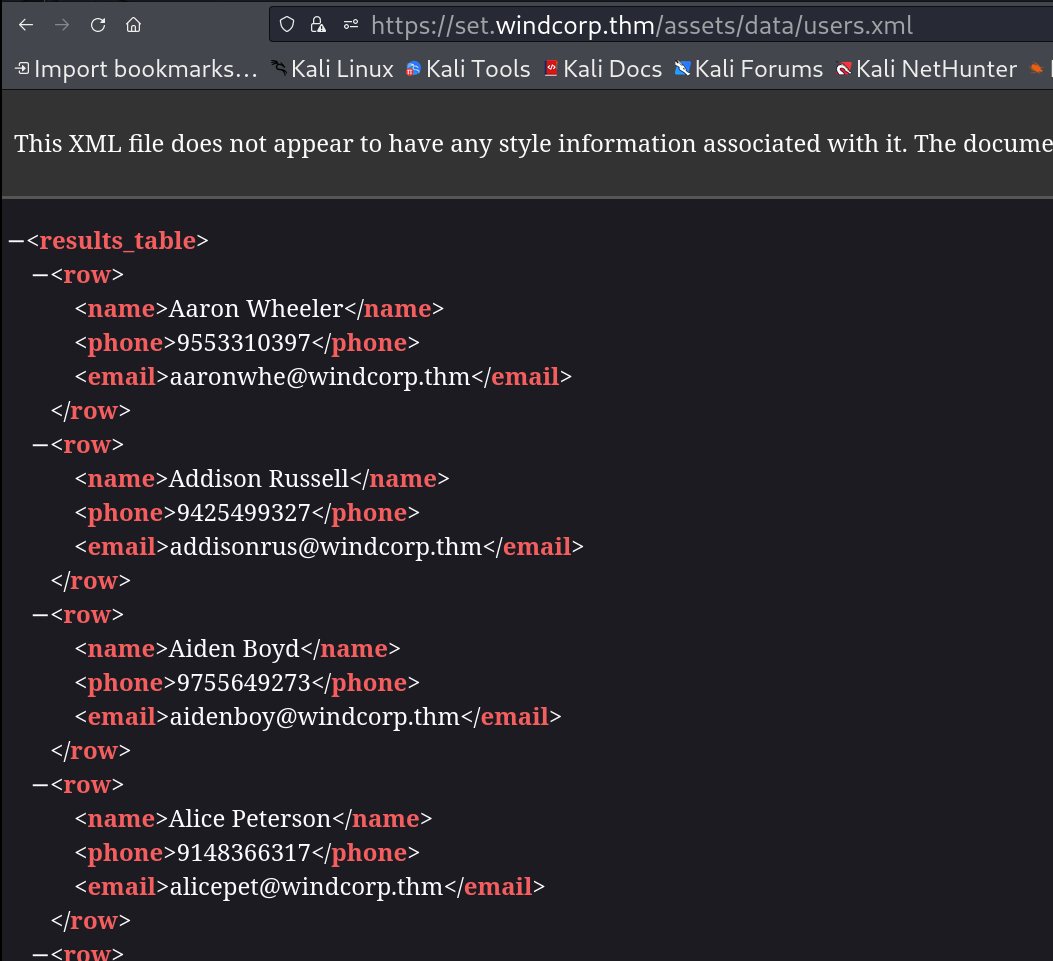 https://set.windcorp.thm/assets/data/users.xml
Import bookmarks... Kali Linux Kali Tools Kali Docs Kali Forums Kali NetHunter
This XML file does not appear to have any style information associated with it. The docume
—<results_table>
—<row>
<name>Aaron Wheeler</name>
<phone>9553310397</phone>
<email>aaronwhe@windcorp.thm</email>
</row>
—<row>
<name>Addison Russell</name>
<phone>9425499327</phone>
<email>addisonrus@windcorp.thm</email>
</row>
—<row>
<name>Aiden Boyd</name>
<phone>9755649273</phone>
<email>aidenboy@windcorp.thm</email>
</row>
—<row>
<name>Alice Peterson</name>
<phone>9148366317</phone>
<email>alicepet@windcorp.thm</email>
</row>
—<row>